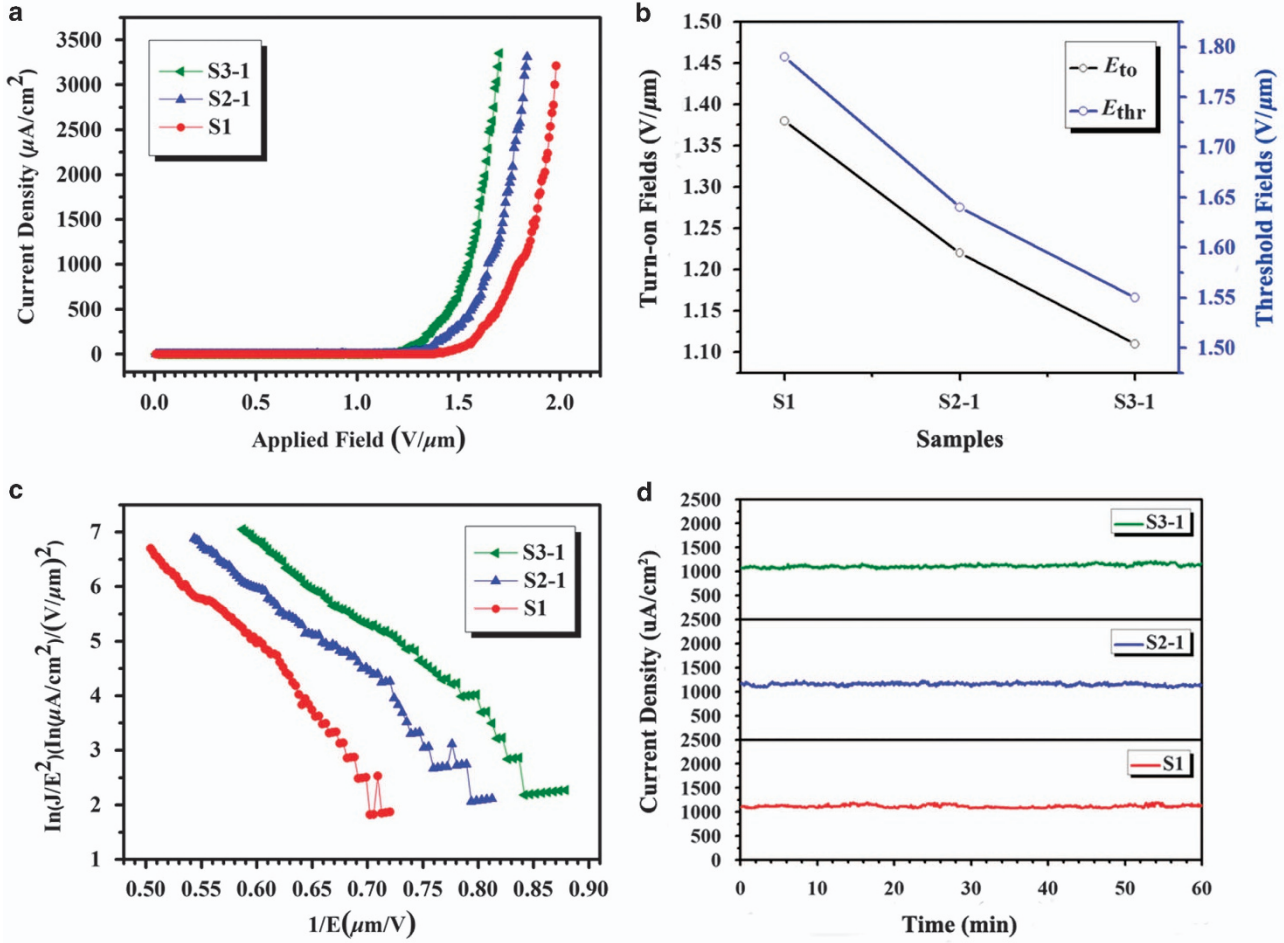 a
3500
3000
2500
2000
1500
1000
500
0
Current Density (μA/cm²)
S3-1
S2-1
S1
0.0 0.5 1.0 1.5 2.0
Applied Field (V/μm)
b
1.50
1.45
1.40
1.35
1.30
1.25
1.20
1.15
1.10
Turn-on Fields (V/μm)
Eto
Ethr
1.80
1.75
1.70
1.65
1.60
1.55
1.50
Threshold Fields (V/μm)
S1 S2-1 S3-1
Samples
c
7
6
5
4
3
2
1
In(J/E²)(In(μA/cm²)/(V/μm)²)
S3-1
S2-1
S1
0.50 0.55 0.60 0.65 0.70 0.75 0.80 0.85 0.90
1/E(μm/V)
d
2500
2000
1500
1000
500
2500
2000
1500
1000
500
2500
2000
1500
1000
500
0
Current Density (uA/cm²)
S3-1
S2-1
S1
0 10 20 30 40 50 60
Time (min)